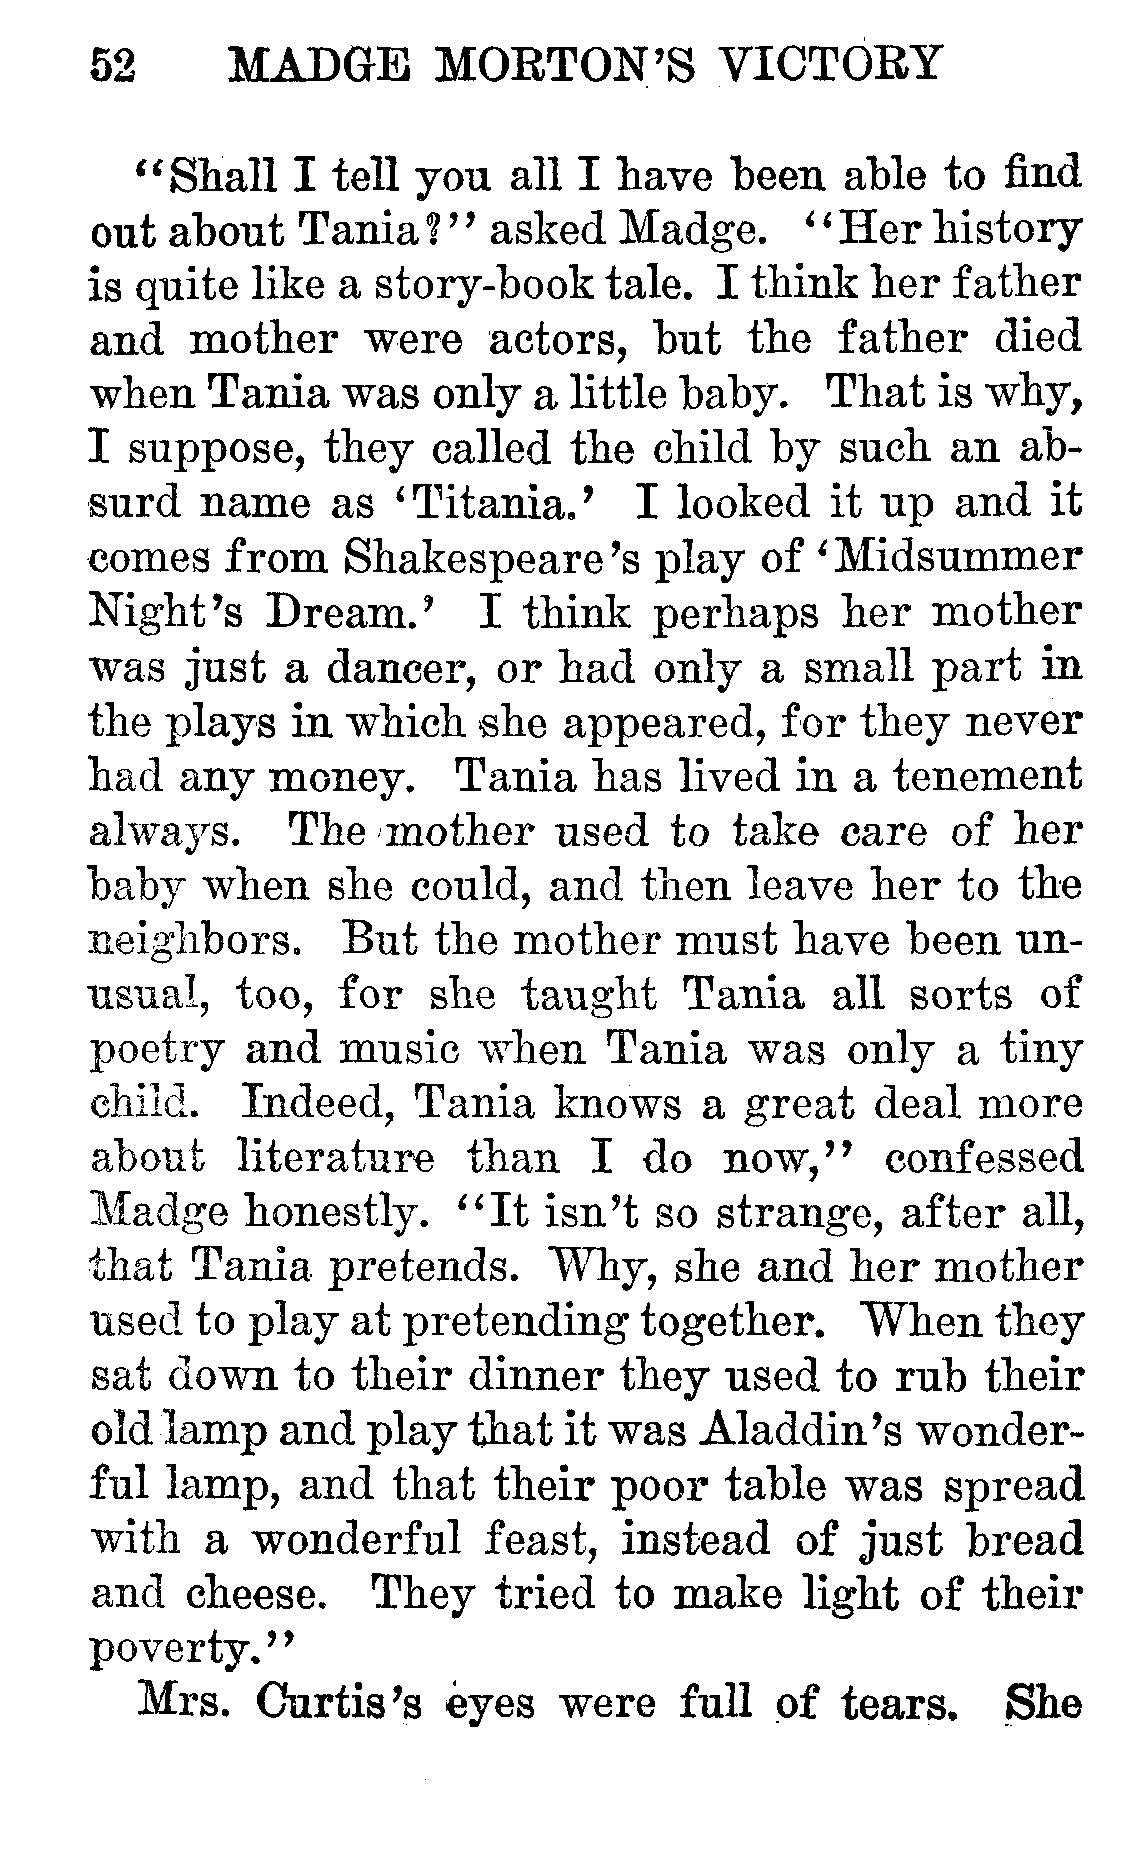 52 MADGE MORTON'S VICTORY
"Shall I tell you all I have been able to find
out about Tania?" asked Madge. "Her history
is quite like a story-book tale. I think her father
and mother were actors, but the father died
when Tania was only a little baby. That is why,
I suppose, they called the child by such an ab-
surd name as 'Titania.' I looked it up and it
comes from Shakespeare's play of 'Midsummer
Night's Dream.' I think perhaps her mother
was just a dancer, or had only a small part in
the plays in which she appeared, for they never
had any money. Tania has lived in a tenement
always. The mother used to take care of her
baby when she could, and then leave her to the
neighbors. But the mother must have been un-
usual, too, for she taught Tania all sorts of
poetry and music when Tania was only a tiny
child. Indeed, Tania knows a great deal more
about literature than I do now," confessed
Madge honestly. "It isn't so strange, after all,
that Tania pretends. Why, she and her mother
used to play at pretending together. When they
sat down to their dinner they used to rub their
old lamp and play that it was Aladdin's wonder-
ful lamp, and that their poor table was spread
with a wonderful feast, instead of just bread
and cheese. They tried to make light of their
poverty."
Mrs. Curtis's eyes were full of tears. She